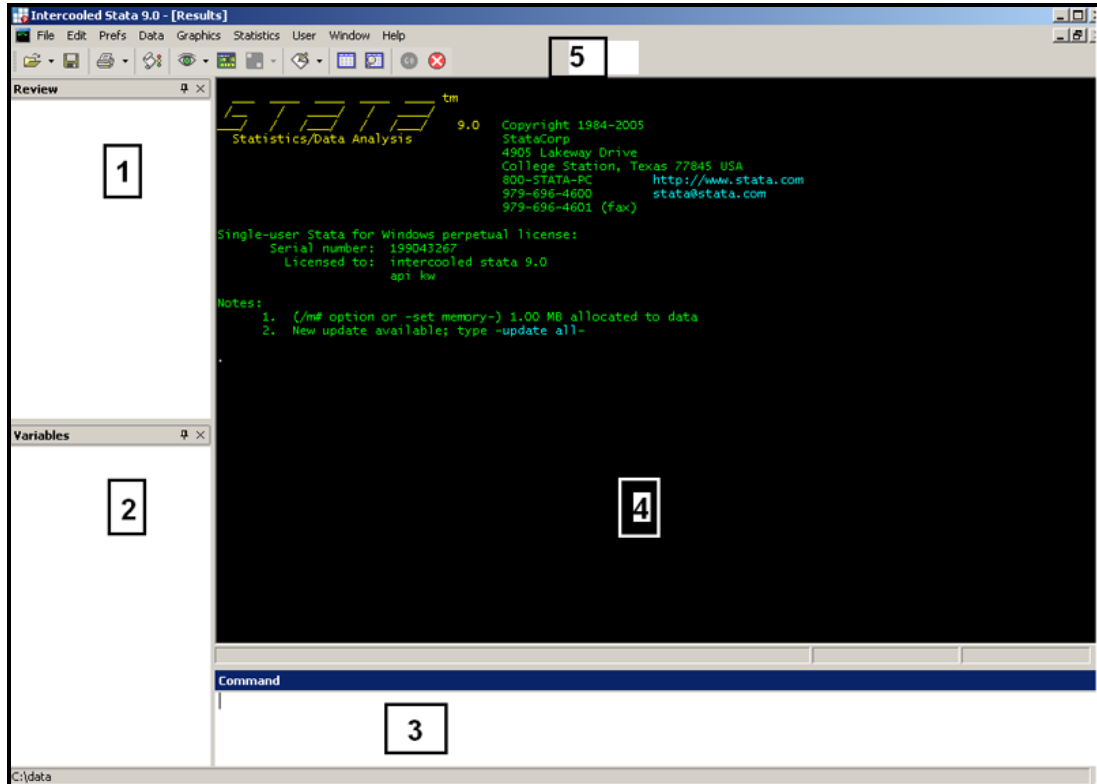 Intercooled Stata 9.0 - [Results]
File Edit Prefs Data Graphics Statistics User Window Help
5
Review
1
STATA tm
9.0 Copyright 1984-2005
Statistics/Data Analysis StataCorp
4905 Lakeway Drive
College Station, Texas 77845 USA
800-STATA-PC http://www.stata.com
979-696-4600 stata@stata.com
979-696-4601 (fax)
Single-user Stata for Windows perpetual license:
Serial number: 199043267
Licensed to: intercooled stata 9.0
api kw
Notes:
1. (/m# option or -set memory-) 1.00 MB allocated to data
2. New update available; type -update all-
.
Variables
2
4
Command
3
C:\data